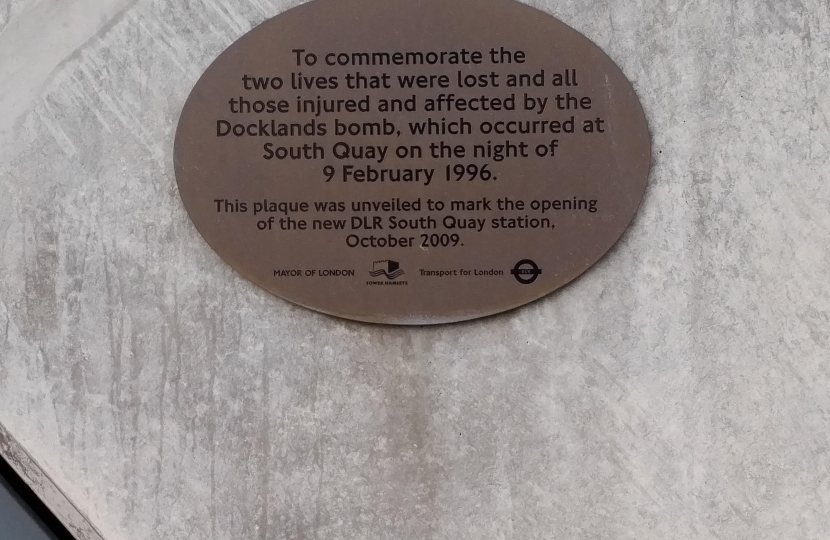 To commemorate the
two lives that were lost and all
those injured and affected by the
Docklands bomb, which occurred at
South Quay on the night of
9 February 1996.
This plaque was unveiled to mark the opening
of the new DLR South Quay station,
October 2009.
MAYOR OF LONDON TOWER HAMLETS Transport for London DLR